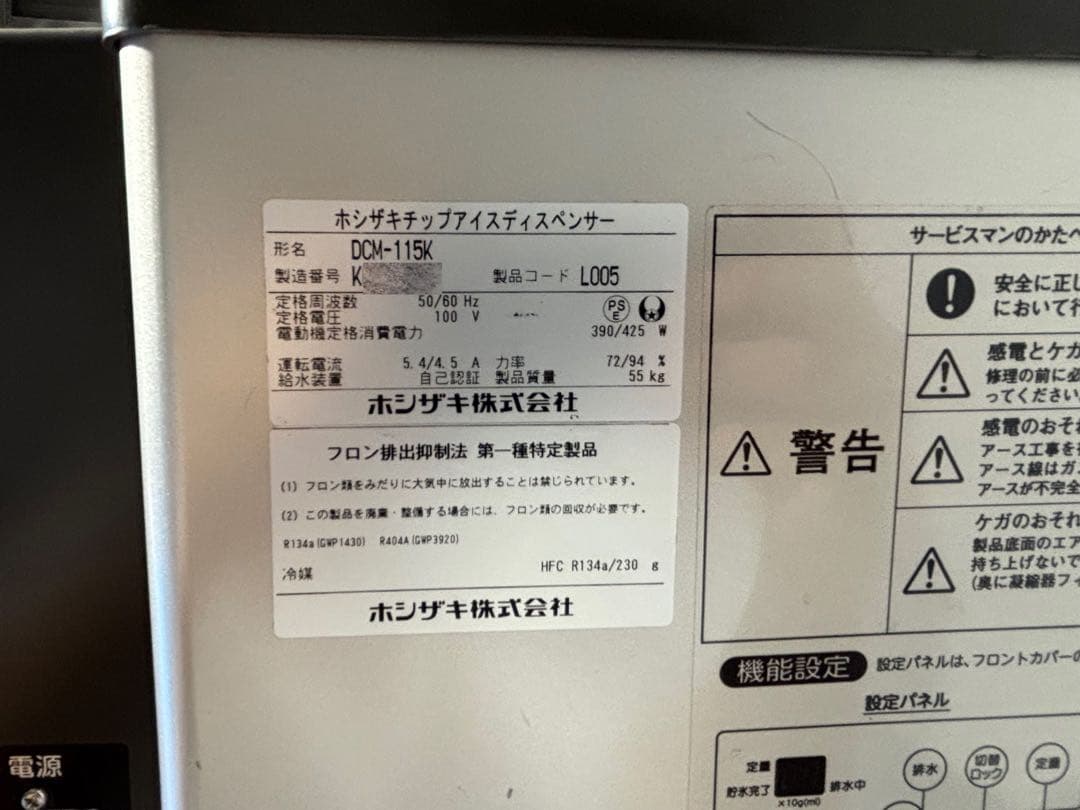 ホシザキチップアイスディスペンサー
形名 DCM-115K
製造番号 K 製品コード L005
定格周波数 50/60 Hz
定格電圧 100 V
PS E
電動機定格消費電力 390/425 W
運転電流 5.4/4.5 A 力率 72/94 %
給水装置 自己認証 製品質量 55 kg
ホシザキ株式会社
フロン排出抑制法 第一種特定製品
(1) フロン類をみだりに大気中に放出することは禁じられています。
(2) この製品を廃棄・整備する場合には、フロン類の回収が必要です。
R134a(GWP1430) R404A(GWP3920)
冷媒 HFC R134a/230 g
ホシザキ株式会社
サービスマンのかたへ
警告
安全に正し
において行
感電とケガ
修理の前に必
ってください
感電のおそれ
アース工事を
アース線はガ
アースが不完全
ケガのおそれ
製品底面のエア
持ち上げないで
(奥に凝縮器フィ
機能設定 設定パネルは、フロントカバーの
設定パネル
定量
貯氷完了
排水中
×10g(ml)
排水
切替
ロック
定量
電源